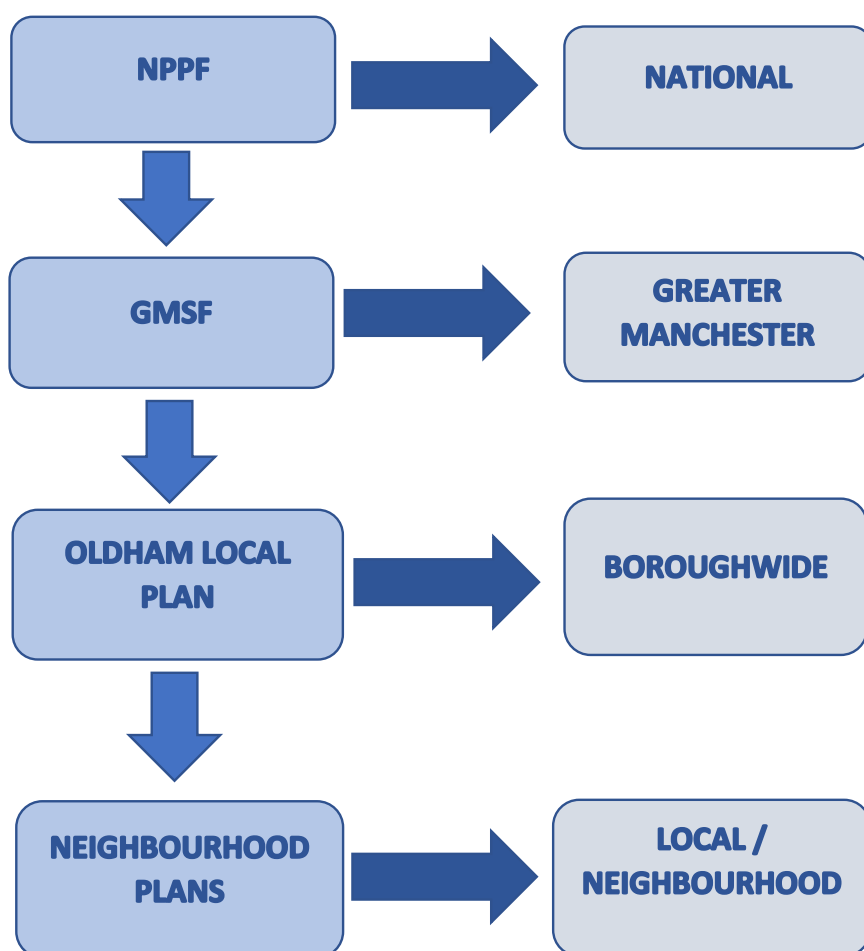 NPPF
NATIONAL
GMSF
GREATER
MANCHESTER
OLDHAM LOCAL
PLAN
BOROUGHWIDE
NEIGHBOURHOOD
PLANS
LOCAL /
NEIGHBOURHOOD